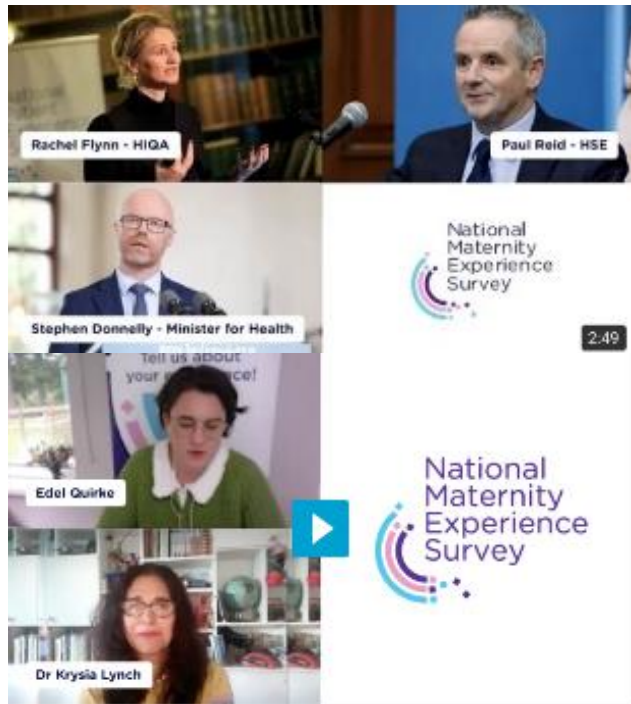 Rachel Flynn - HIQA
Paul Reid - HSE
Stephen Donnelly - Minister for Health
National
Maternity
Experience
Survey
2:49
Tell us about
your
Edel Quirke
National
Maternity
Experience
Survey
Dr Krysia Lynch